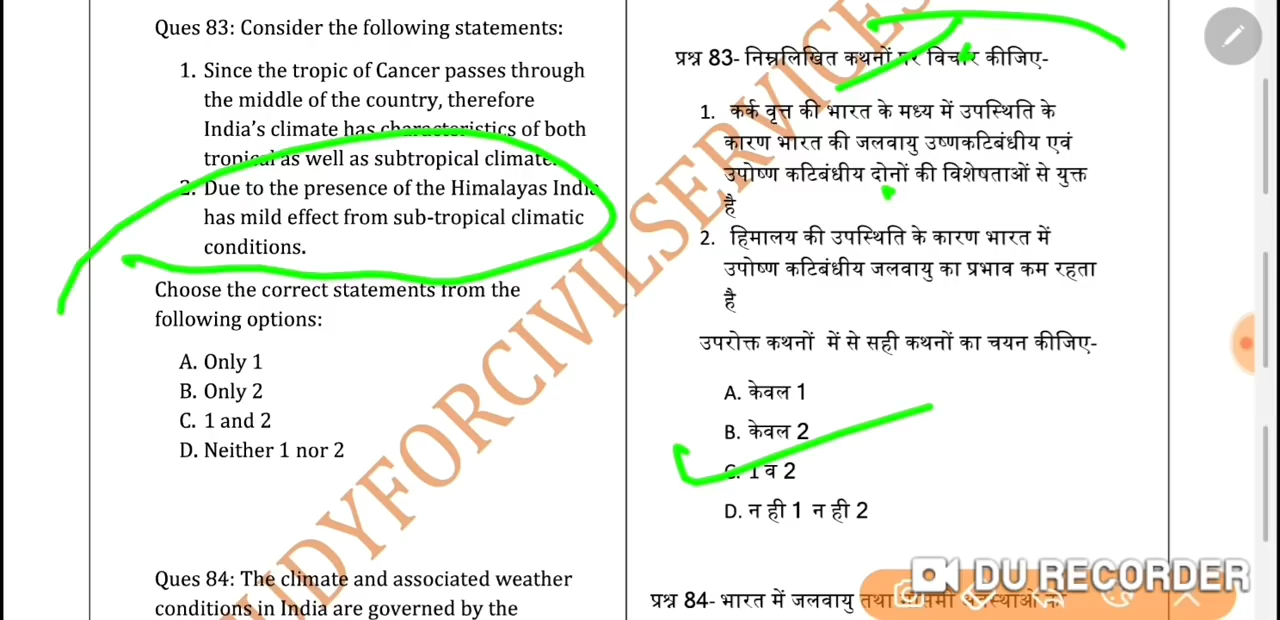 Ques 83: Consider the following statements:
1. Since the tropic of Cancer passes through
the middle of the country, therefore
India's climate has characteristics of both
tropical as well as subtropical climate.
2. Due to the presence of the Himalayas India
has mild effect from sub-tropical climatic
conditions.
Choose the correct statements from the
following options:
A. Only 1
B. Only 2
C. 1 and 2
D. Neither 1 nor 2
Ques 84: The climate and associated weather
conditions in India are governed by the
प्रश्न 83- निम्नलिखित कथनों पर विचार कीजिए-
1. कर्क वृत्त की भारत के मध्य में उपस्थिति के
कारण भारत की जलवायु उष्णकटिबंधीय एवं
उपोष्ण कटिबंधीय दोनों की विशेषताओं से युक्त
है
2. हिमालय की उपस्थिति के कारण भारत में
उपोष्ण कटिबंधीय जलवायु का प्रभाव कम रहता
है
उपरोक्त कथनों में से सही कथनों का चयन कीजिए-
A. केवल 1
B. केवल 2
C. 1 व 2
D. न ही 1 न ही 2
प्रश्न 84- भारत में जलवायु तथा
UDYFORCIVILSERVICES
DU RECORDER